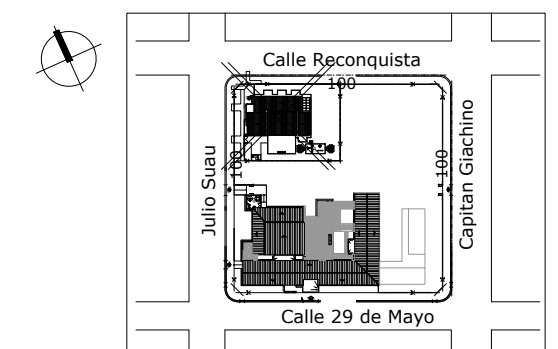 Calle Reconquista
100
Julio Suau
100
100
Capitan Giachino
Calle 29 de Mayo